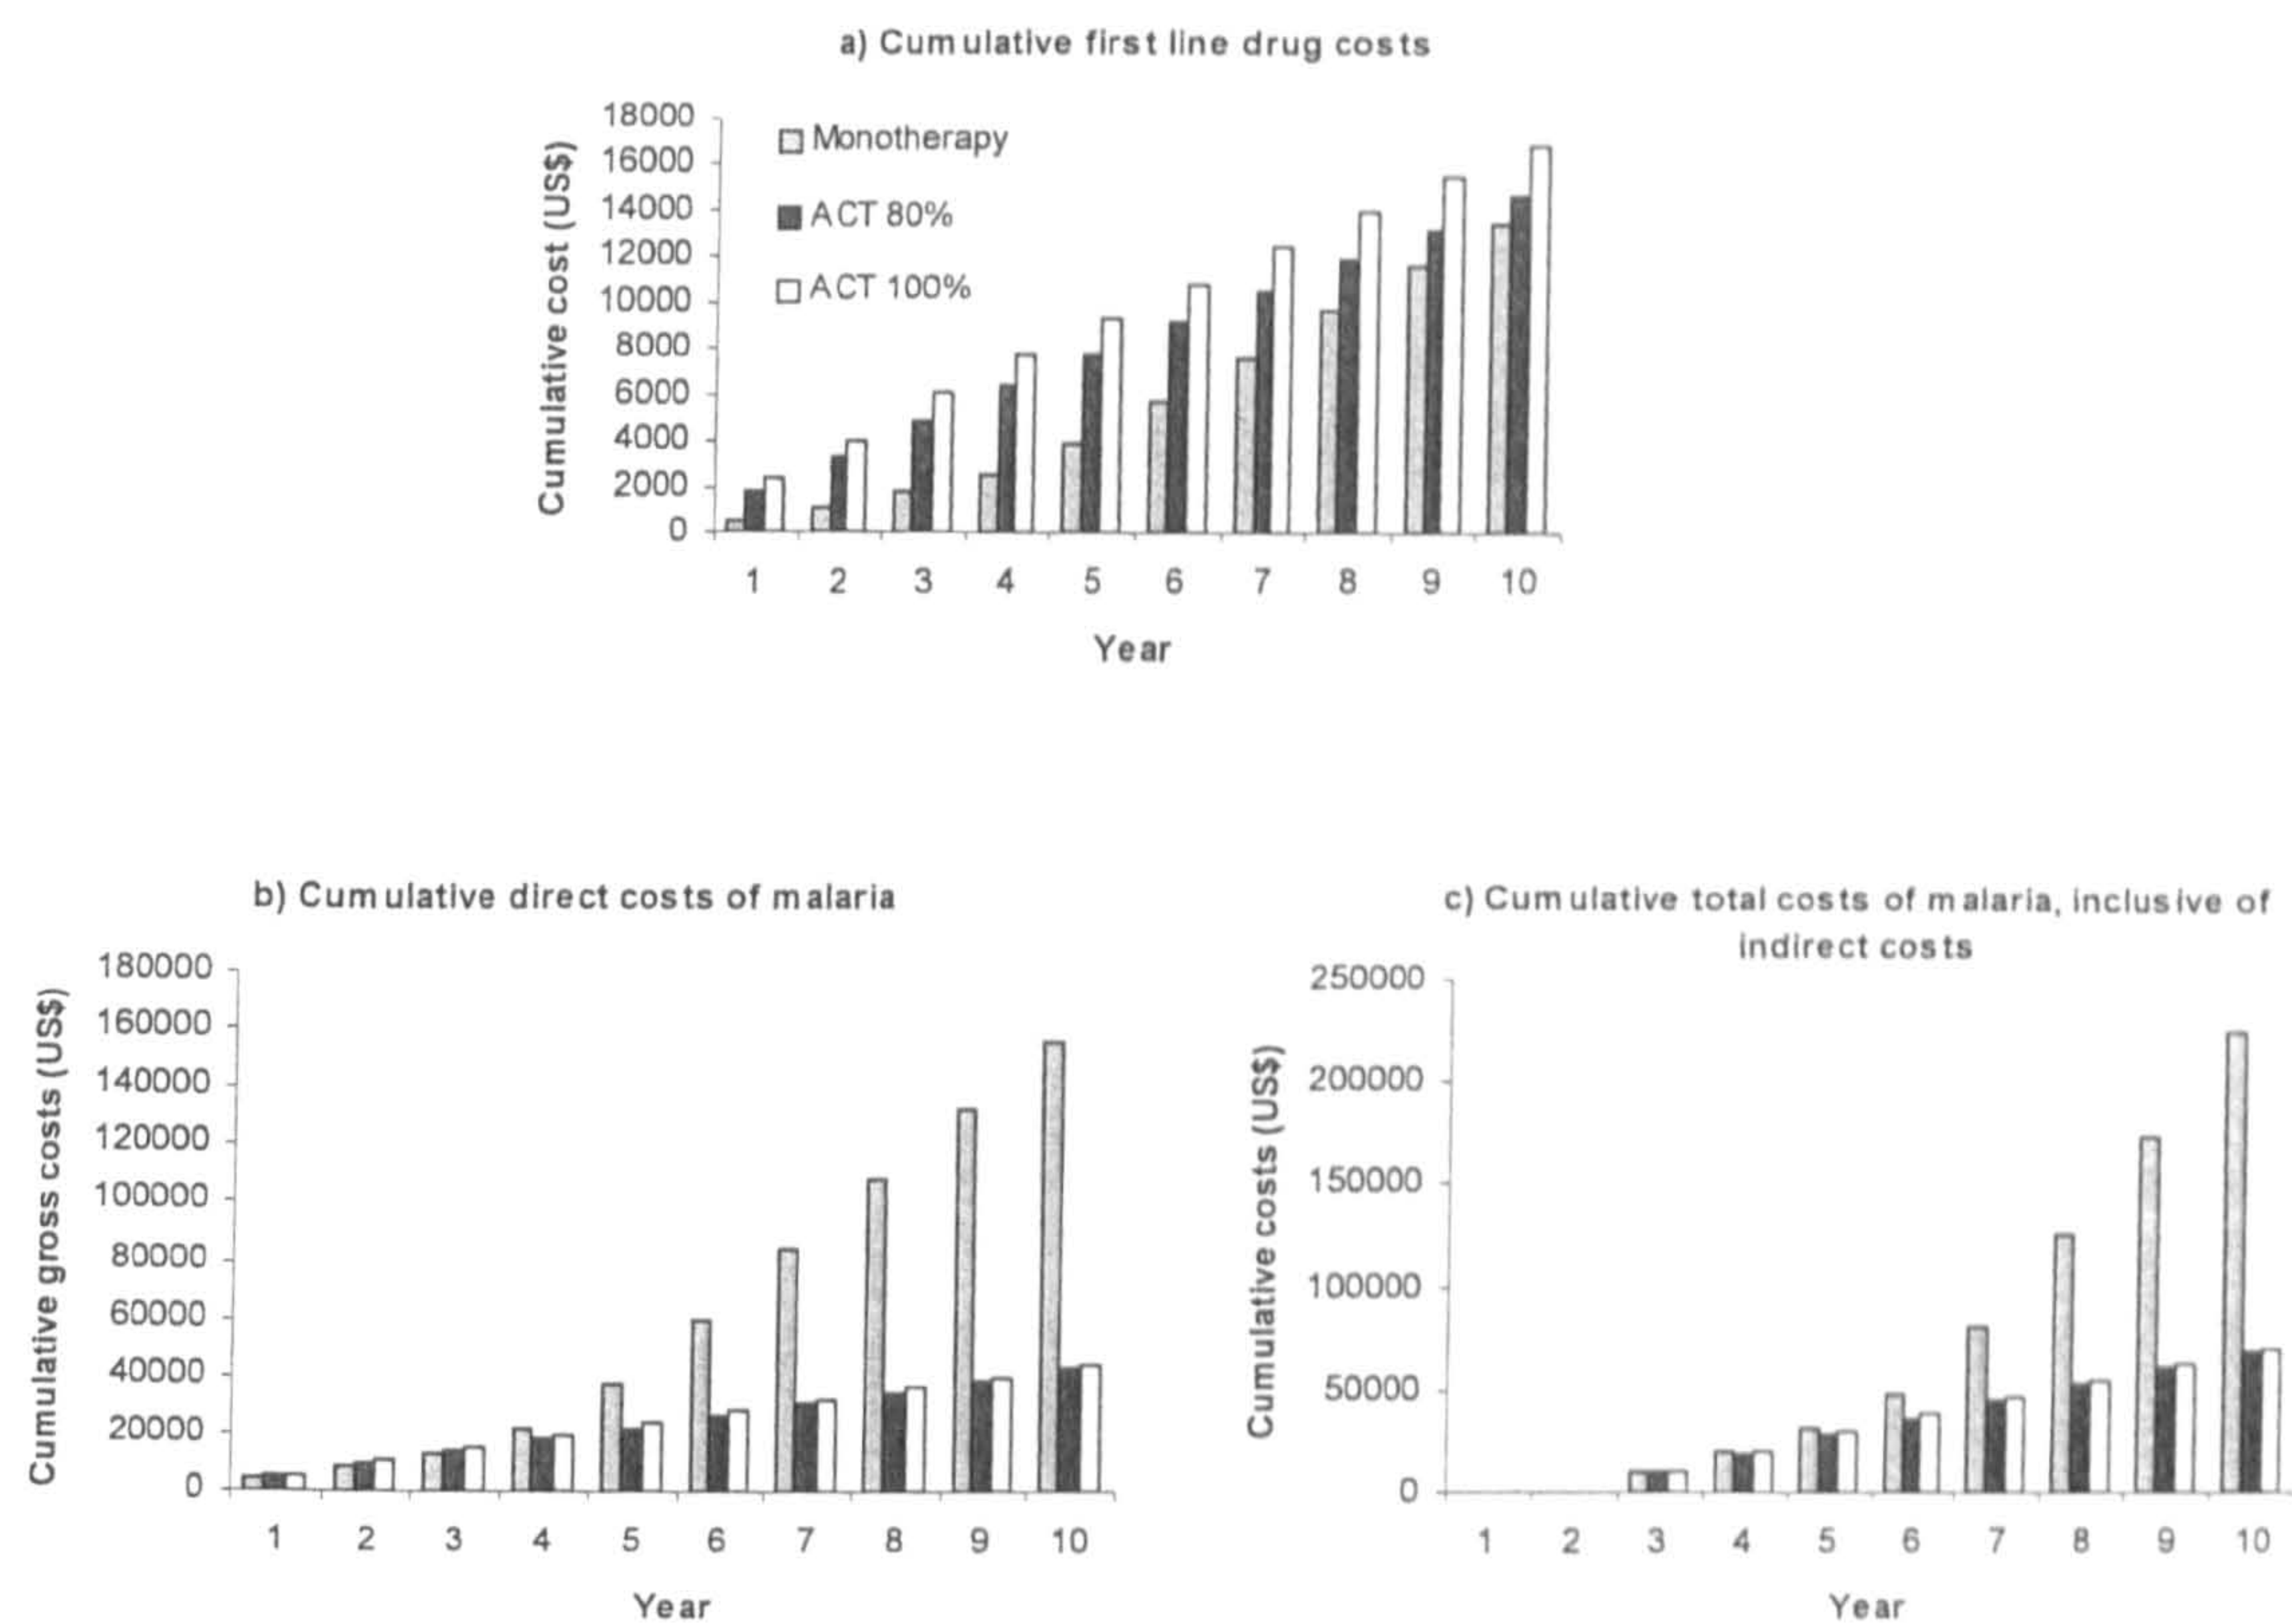 a) Cumulative first line drug costs
Cumulative cost (US$)
18000
16000
14000
12000
10000
8000
6000
4000
2000
0
Monotherapy
ACT 80%
ACT 100%
1 2 3 4 5 6 7 8 9 10
Year
b) Cumulative direct costs of malaria
Cumulative gross costs (US$)
180000
160000
140000
120000
100000
80000
60000
40000
20000
0
1 2 3 4 5 6 7 8 9 10
Year
c) Cumulative total costs of malaria, inclusive of
indirect costs
Cumulative costs (US$)
250000
200000
150000
100000
50000
0
1 2 3 4 5 6 7 8 9 10
Year